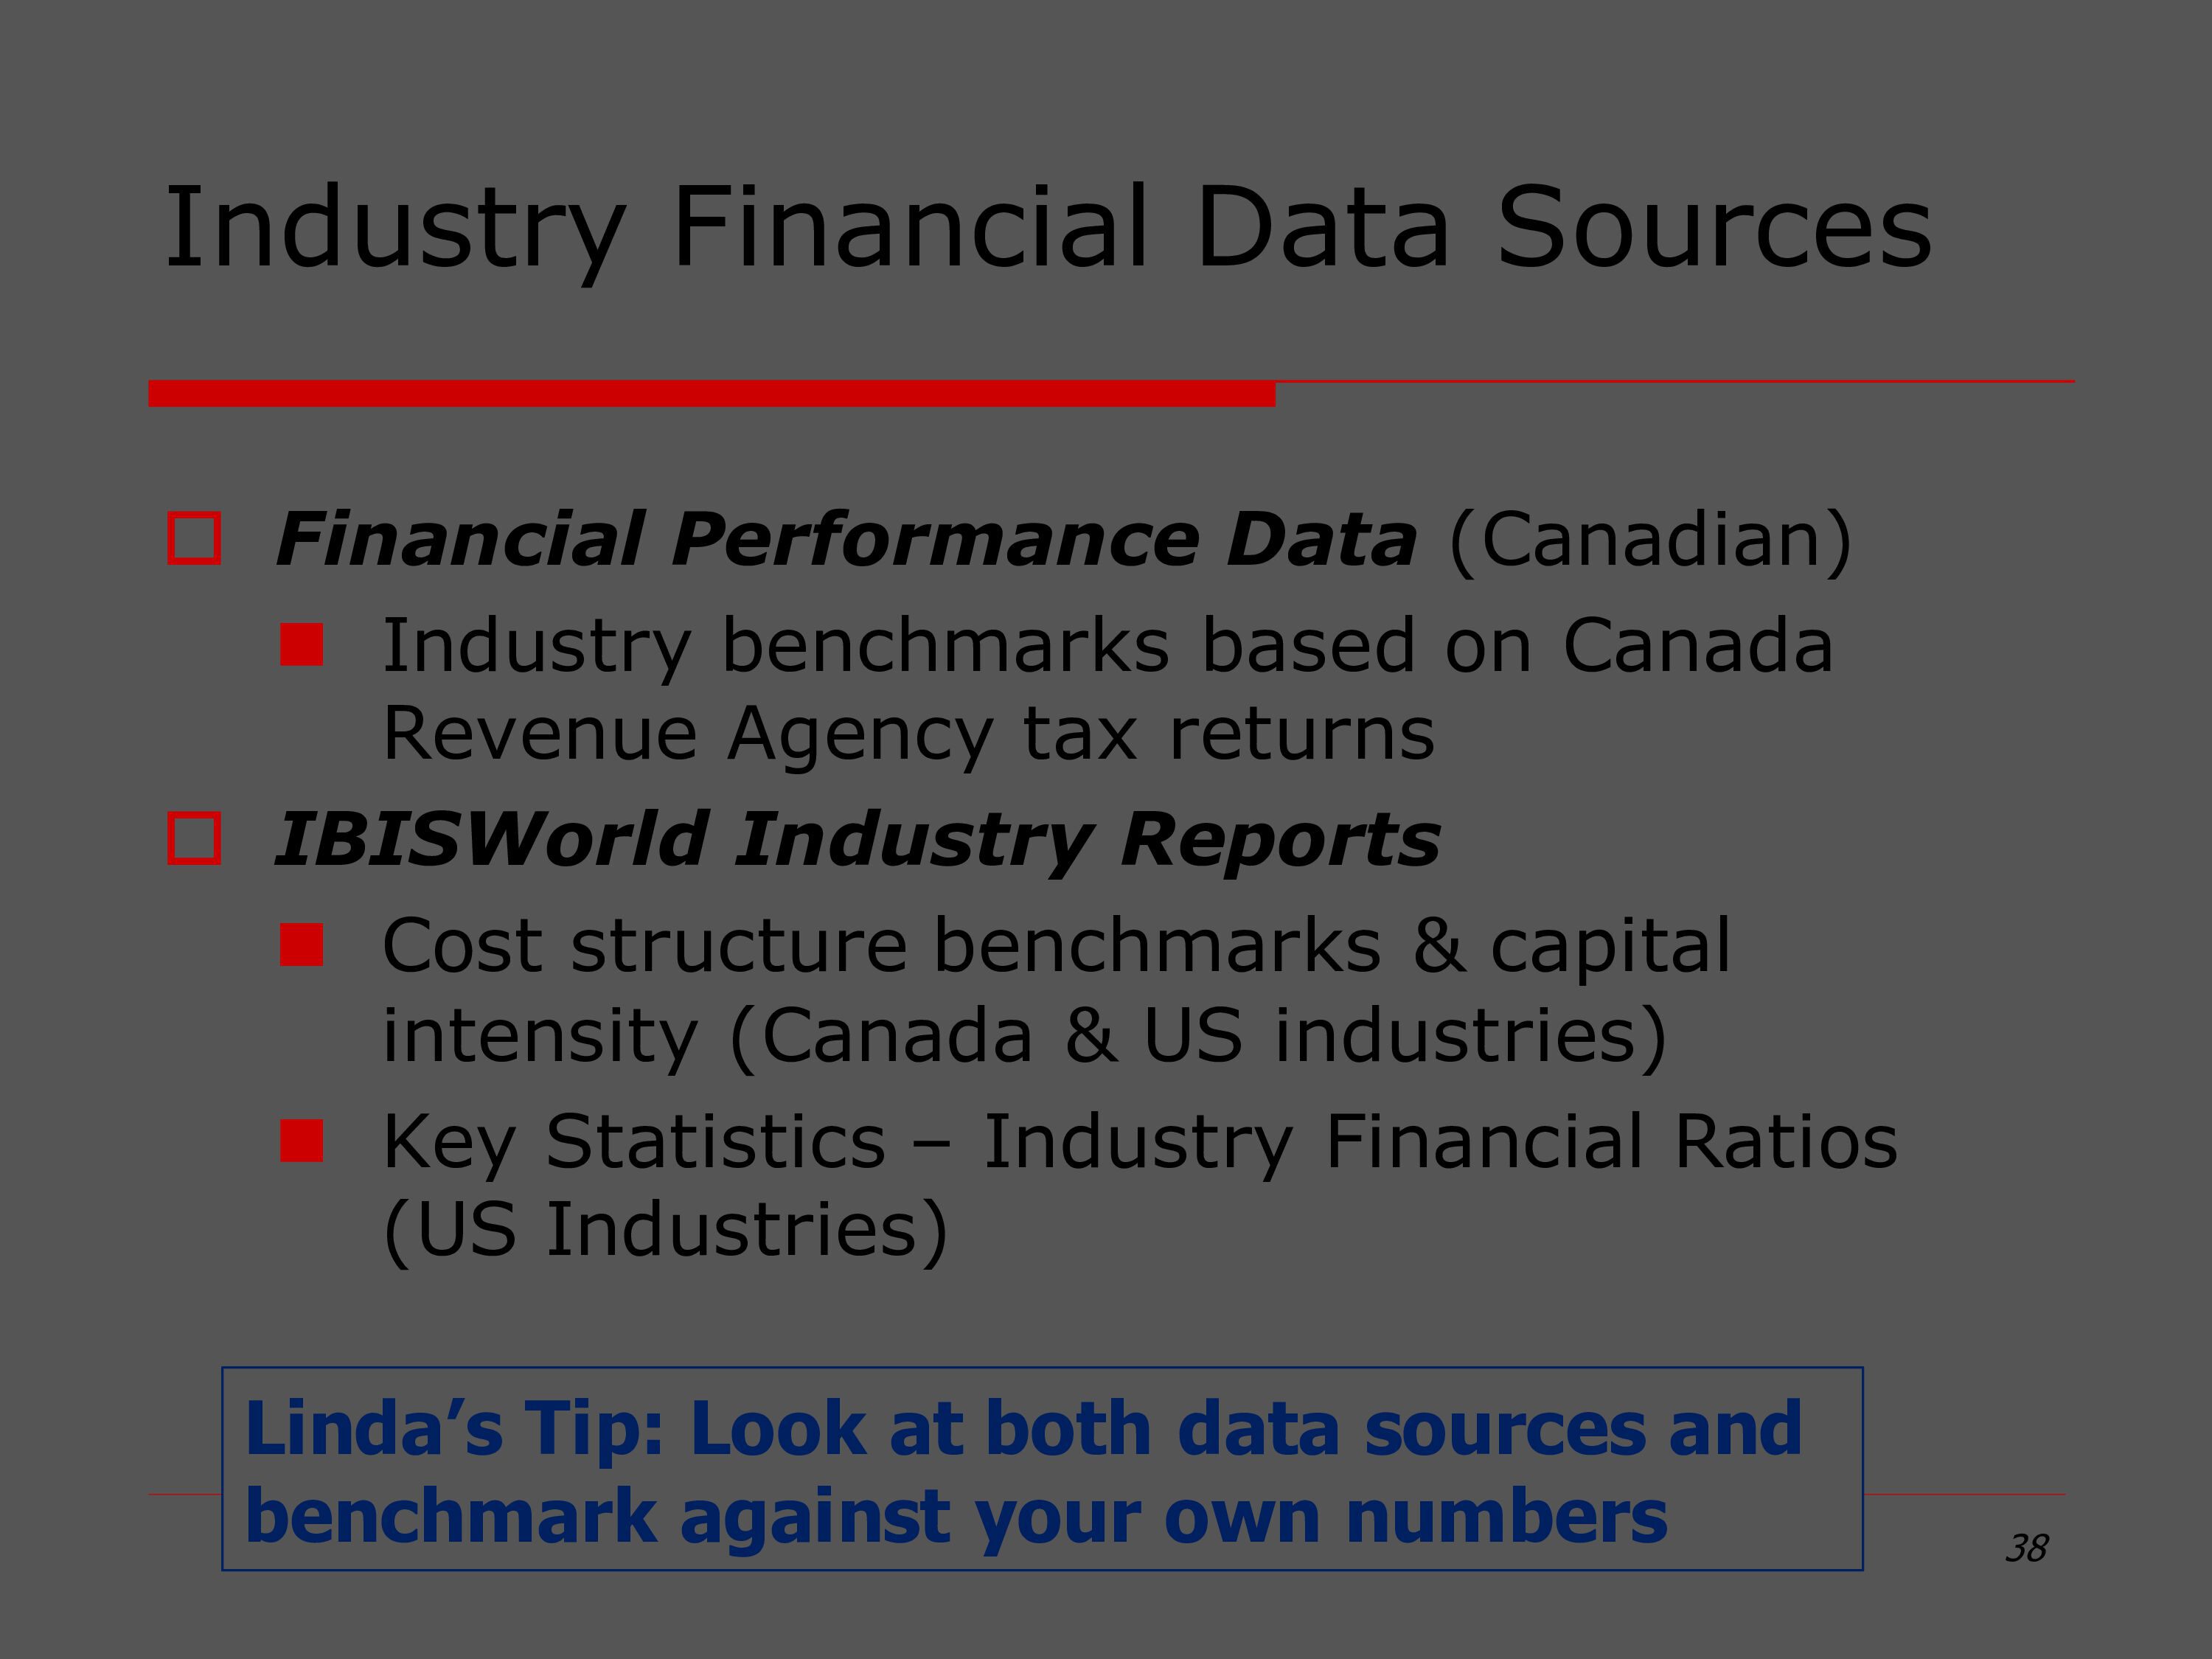 Industry Financial Data Sources
Financial Performance Data (Canadian)
Industry benchmarks based on Canada
Revenue Agency tax returns
IBISWorld Industry Reports
Cost structure benchmarks & capital
intensity (Canada & US industries)
Key Statistics – Industry Financial Ratios
(US Industries)
Linda’s Tip: Look at both data sources and
benchmark against your own numbers
38